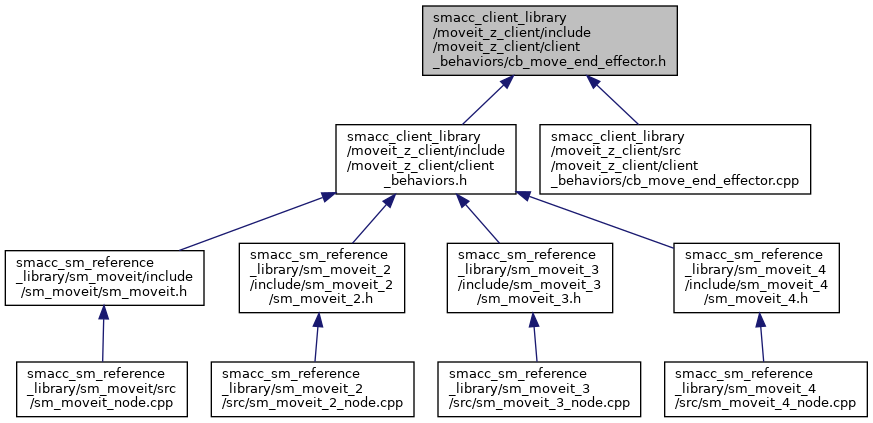 smacc_client_library
/moveit_z_client/include
/moveit_z_client/client
_behaviors/cb_move_end_effector.h
smacc_client_library
/moveit_z_client/include
/moveit_z_client/client
_behaviors.h
smacc_client_library
/moveit_z_client/src
/moveit_z_client/client
_behaviors/cb_move_end_effector.cpp
smacc_sm_reference
_library/sm_moveit/include
/sm_moveit/sm_moveit.h
smacc_sm_reference
_library/sm_moveit_2
/include/sm_moveit_2
/sm_moveit_2.h
smacc_sm_reference
_library/sm_moveit_3
/include/sm_moveit_3
/sm_moveit_3.h
smacc_sm_reference
_library/sm_moveit_4
/include/sm_moveit_4
/sm_moveit_4.h
smacc_sm_reference
_library/sm_moveit/src
/sm_moveit_node.cpp
smacc_sm_reference
_library/sm_moveit_2
/src/sm_moveit_2_node.cpp
smacc_sm_reference
_library/sm_moveit_3
/src/sm_moveit_3_node.cpp
smacc_sm_reference
_library/sm_moveit_4
/src/sm_moveit_4_node.cpp